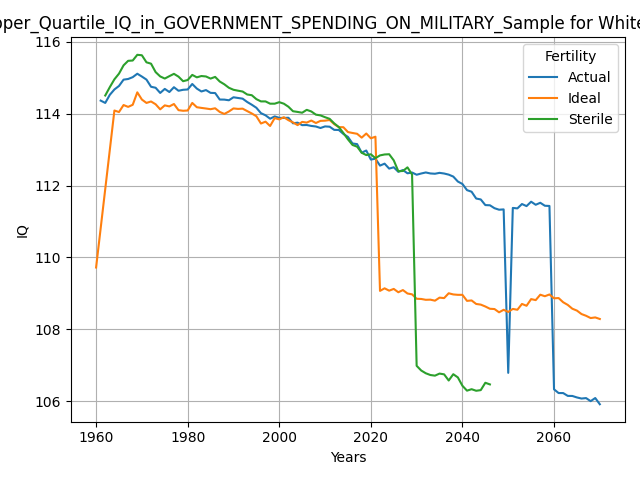 pper_Quartile_IQ_in_GOVERNMENT_SPENDING_ON_MILITARY_Sample for White
116
114
112
110
108
106
IQ
Fertility
Actual
Ideal
Sterile
1960
1980
2000
2020
2040
2060
Years